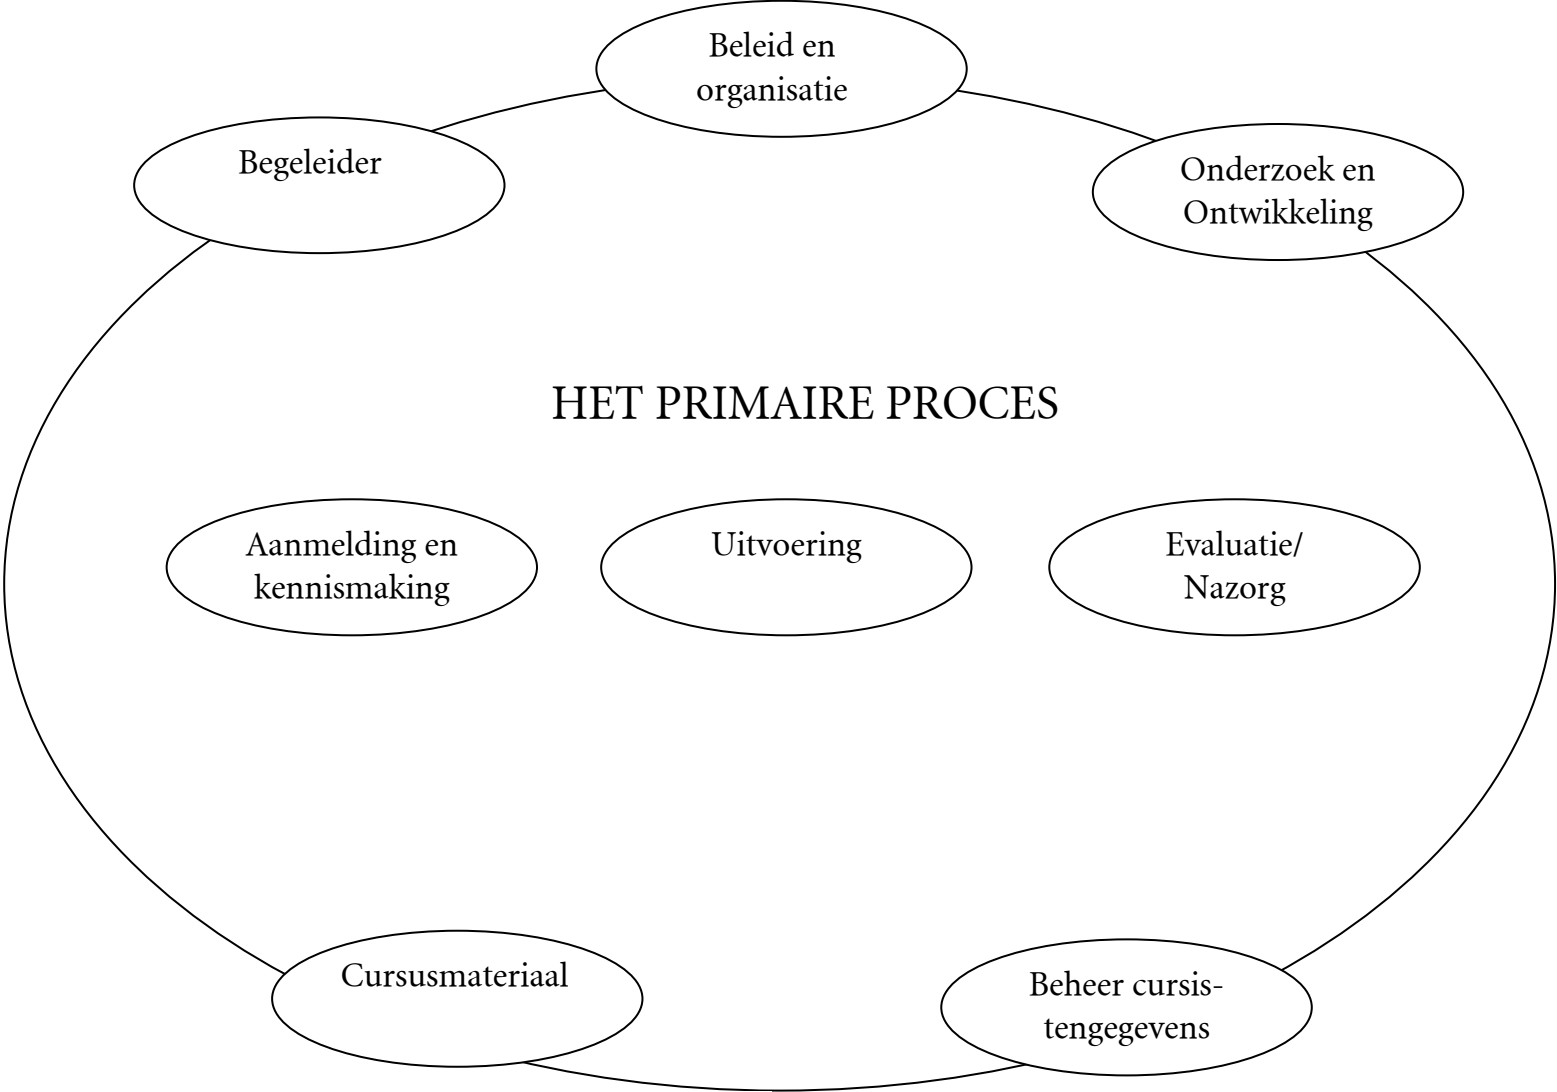 Beleid en
organisatie
Begeleider
Onderzoek en
Ontwikkeling
HET PRIMAIRE PROCES
Aanmelding en
kennismaking
Uitvoering
Evaluatie/
Nazorg
Cursusmateriaal
Beheer cursis-
tengegevens